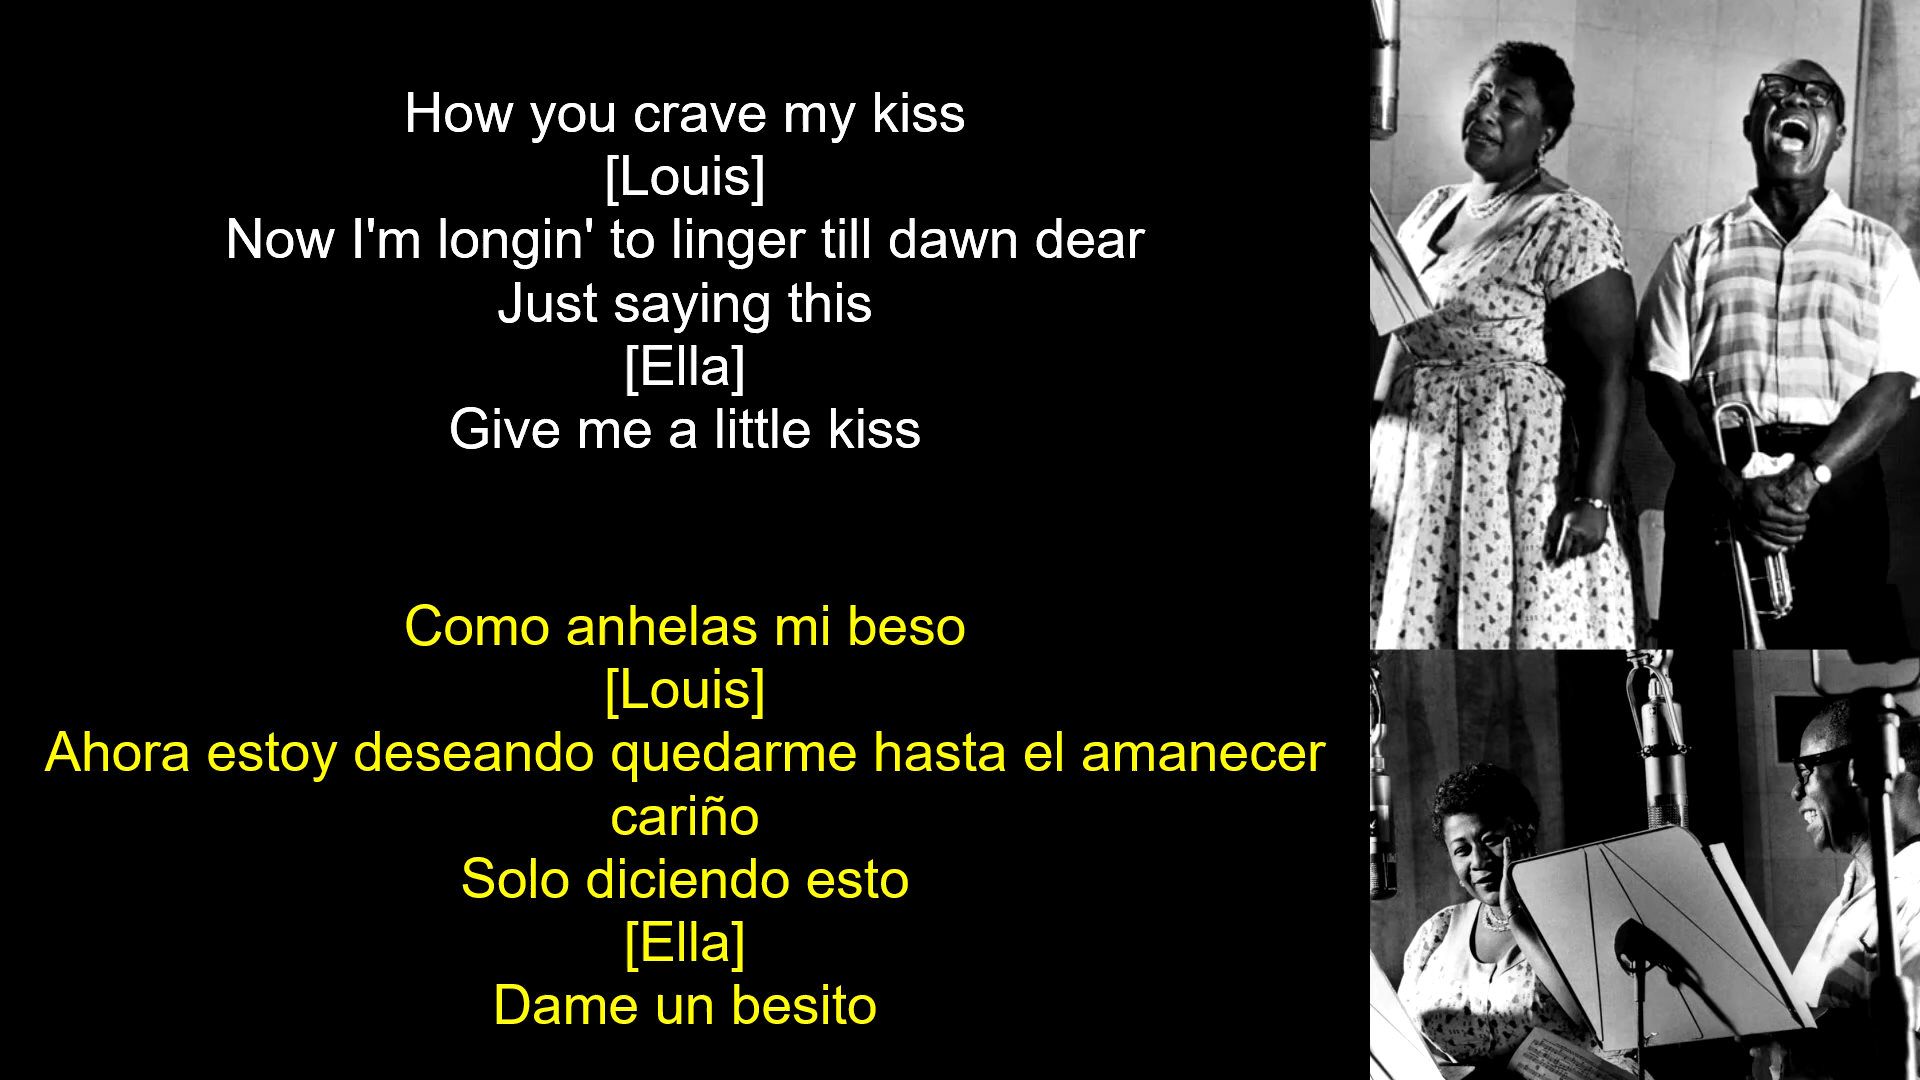 How you crave my kiss
[Louis]
Now I'm longin' to linger till dawn dear
Just saying this
[Ella]
Give me a little kiss
Como anhelas mi beso
[Louis]
Ahora estoy deseando quedarme hasta el amanecer
cariño
Solo diciendo esto
[Ella]
Dame un besito